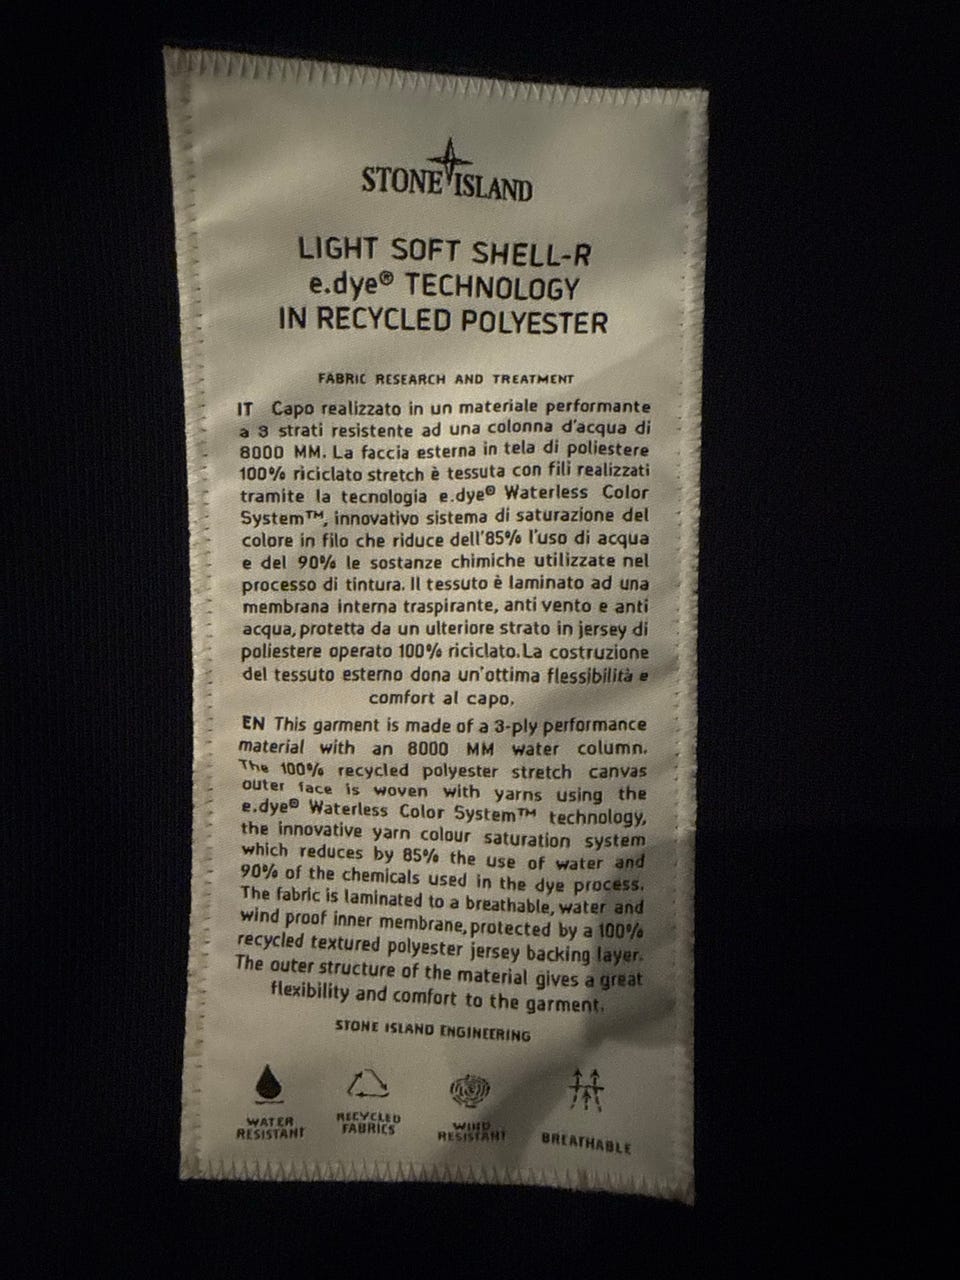 STONE ISLAND
LIGHT SOFT SHELL-R
e.dye® TECHNOLOGY
IN RECYCLED POLYESTER
FABRIC RESEARCH AND TREATMENT
IT Capo realizzato in un materiale performante
a 3 strati resistente ad una colonna d'acqua di
8000 MM. La faccia esterna in tela di poliestere
100% riciclato stretch è tessuta con fili realizzati
tramite la tecnologia e.dye® Waterless Color
System™, innovativo sistema di saturazione del
colore in filo che riduce dell'85% l'uso di acqua
e del 90% le sostanze chimiche utilizzate nel
processo di tintura. Il tessuto è laminato ad una
membrana interna traspirante, anti vento e anti
acqua, protetta da un ulteriore strato in jersey di
poliestere operato 100% riciclato. La costruzione
del tessuto esterno dona un'ottima flessibilità e
comfort al capo.
EN This garment is made of a 3-ply performance
material with an 8000 MM water column.
The 100% recycled polyester stretch canvas
outer face is woven with yarns using the
e.dye® Waterless Color System™ technology,
the innovative yarn colour saturation system
which reduces by 85% the use of water and
90% of the chemicals used in the dye process.
The fabric is laminated to a breathable, water and
wind proof inner membrane, protected by a 100%
recycled textured polyester jersey backing layer.
The outer structure of the material gives a great
flexibility and comfort to the garment.
STONE ISLAND ENGINEERING
WATER
RESISTANT
RECYCLED
FABRICS
WIND
RESISTANT
BREATHABLE